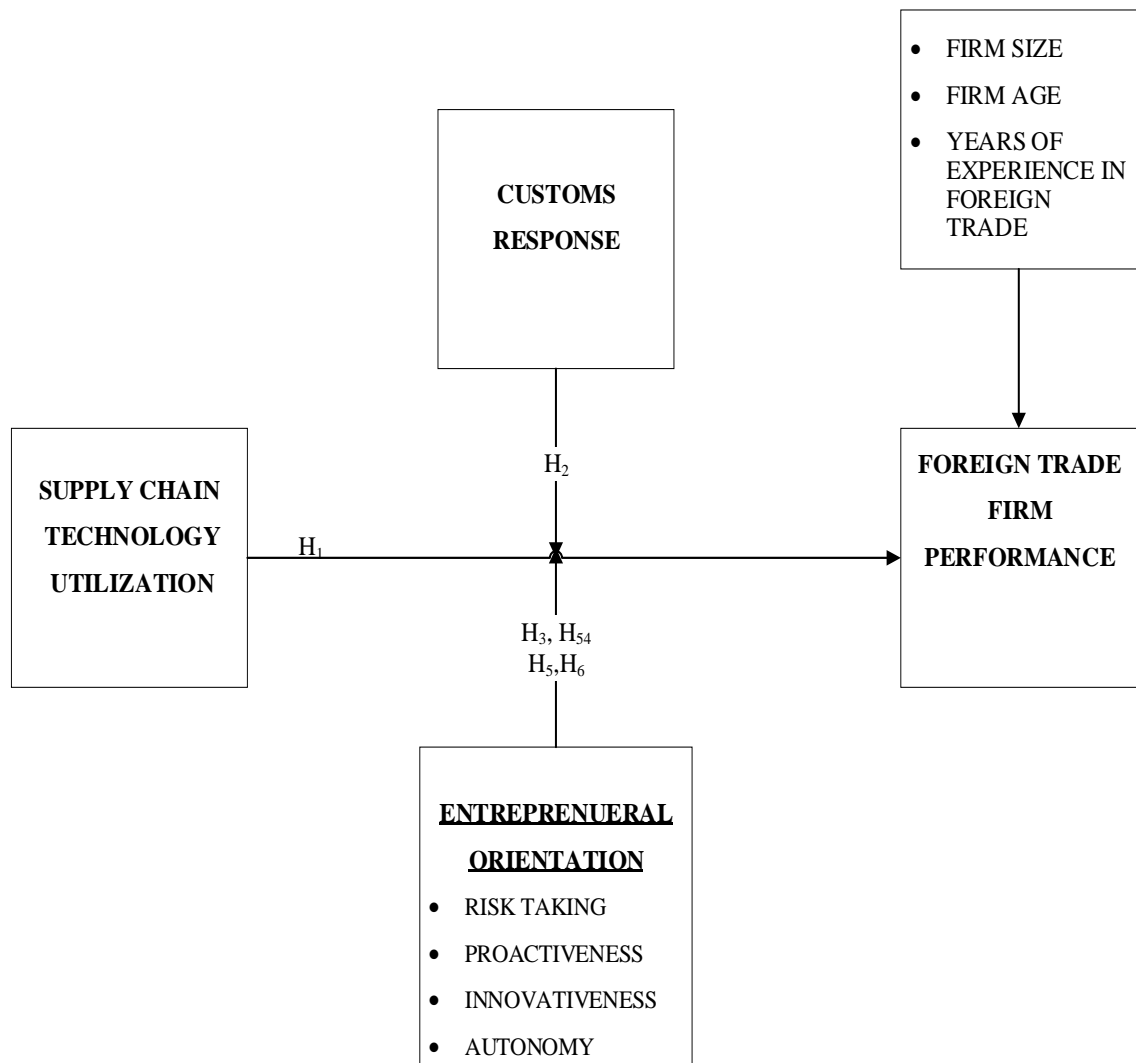 • FIRM SIZE
• FIRM AGE
• YEARS OF
EXPERIENCE IN
FOREIGN
TRADE
CUSTOMS
RESPONSE
H₂
SUPPLY CHAIN
TECHNOLOGY
UTILIZATION
H₁
FOREIGN TRADE
FIRM
PERFORMANCE
H₃, H₅₄
H₅,H₆
ENTREPRENUERAL
ORIENTATION
• RISK TAKING
• PROACTIVENESS
• INNOVATIVENESS
• AUTONOMY